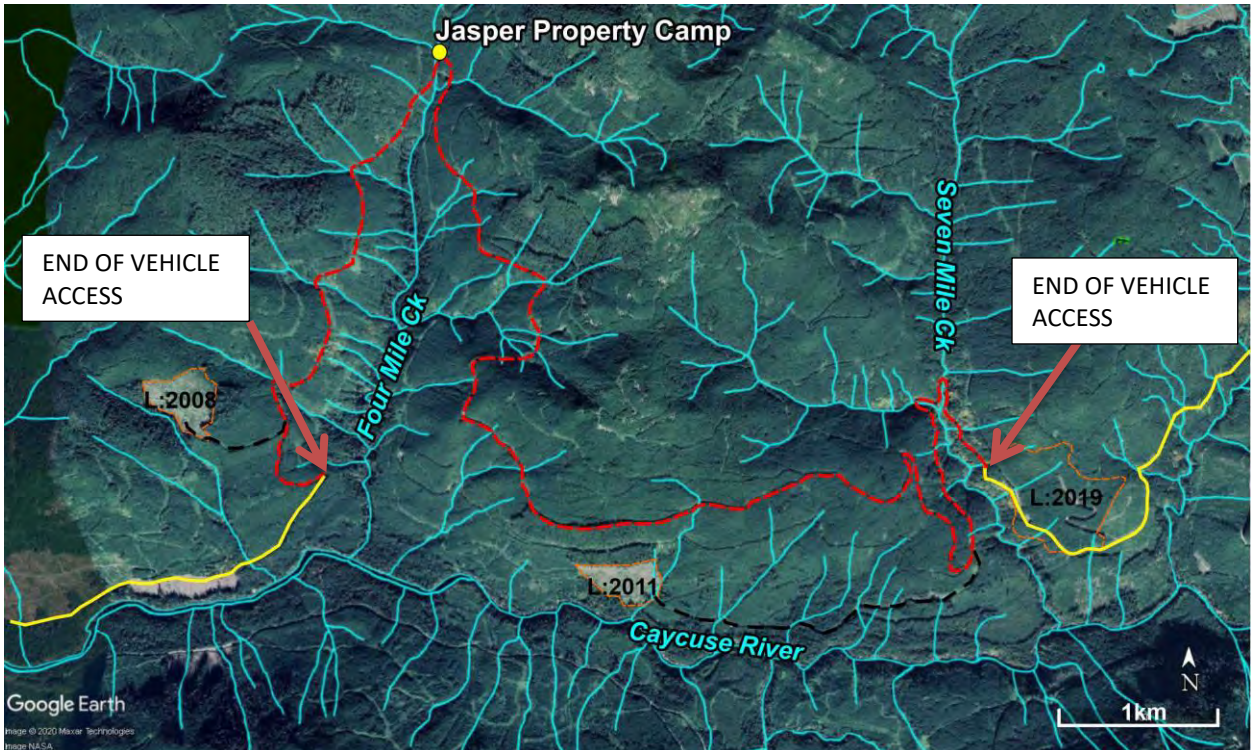 Jasper Property Camp
Seven Mile Ck
END OF VEHICLE
ACCESS
END OF VEHICLE
ACCESS
Four Mile Ck
L:2008
L:2019
L:2011
Caycuse River
N
Google Earth
1km
Image © 2020 Maxar Technologies
Image NASA